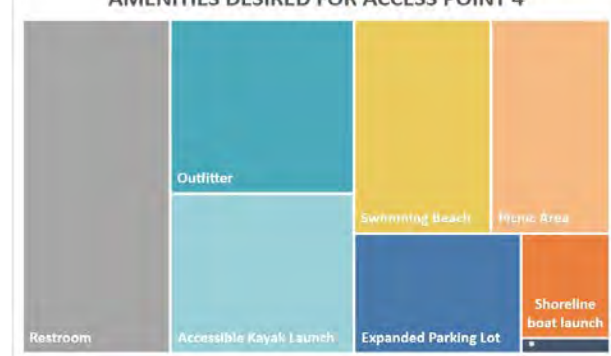 AMENITIES DESIRED FOR ACCESS POINT 4
Outfitter
Swimming Beach
Picnic Area
Restroom
Accessible Kayak Launch
Expanded Parking Lot
Shoreline
boat launch